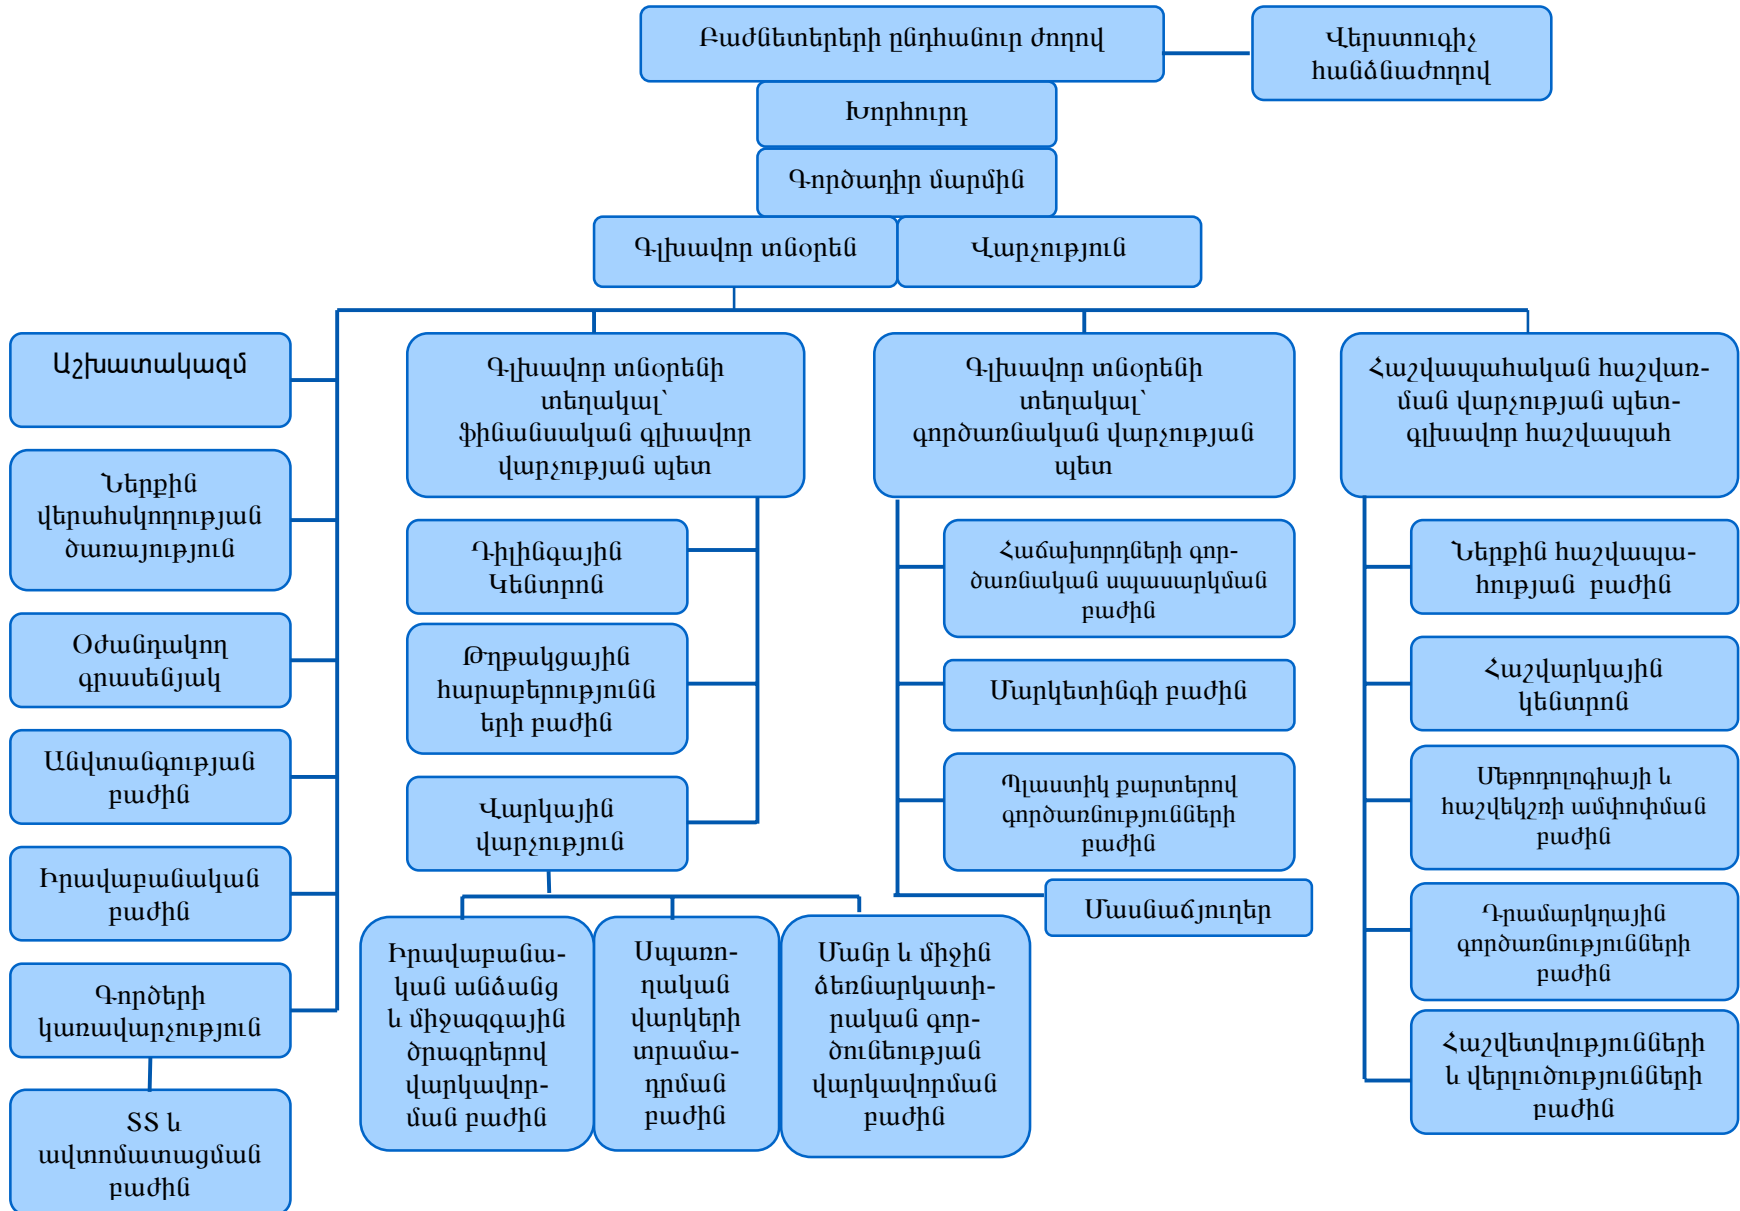 Բաժնետերերի ընդհանուր ժողով
Վերստուգիչ
հանձնաժողով
Խորհուրդ
Գործադիր մարմին
Գլխավոր տնօրեն
Վարչություն
Աշխատակազմ
Ներքին
վերահսկողության
ծառայություն
Օժանդակող
գրասենյակ
Անվտանգության
բաժին
Իրավաբանական
բաժին
Գործերի
կառավարչություն
ՏՏ և
ավտոմատացման
բաժին
Գլխավոր տնօրենի
տեղակալ՝
ֆինանսական գլխավոր
վարչության պետ
Դիլինգային
Կենտրոն
Թղթակցային
հարաբերությունն
երի բաժին
Վարկային
վարչություն
Իրավաբանա-
կան անձանց
և միջազգային
ծրագրերով
վարկավոր-
ման բաժին
Սպառո-
ղական
վարկերի
տրամա-
դրման
բաժին
Մանր և միջին
ձեռնարկատի-
րական գոր-
ծունեության
վարկավորման
բաժին
Գլխավոր տնօրենի
տեղակալ՝
գործառնական վարչության
պետ
Հաճախորդների գոր-
ծառնական սպասարկման
բաժին
Մարկետինգի բաժին
Պլաստիկ քարտերով
գործառնությունների
բաժին
Մասնաճյուղեր
Հաշվապահական հաշվառ-
ման վարչության պետ-
գլխավոր հաշվապահ
Ներքին հաշվապա-
հության բաժին
Հաշվարկային
կենտրոն
Մեթոդոլոգիայի և
հաշվեկշռի ամփոփման
բաժին
Դրամարկղային
գործառնությունների
բաժին
Հաշվետվությունների
և վերլուծությունների
բաժին